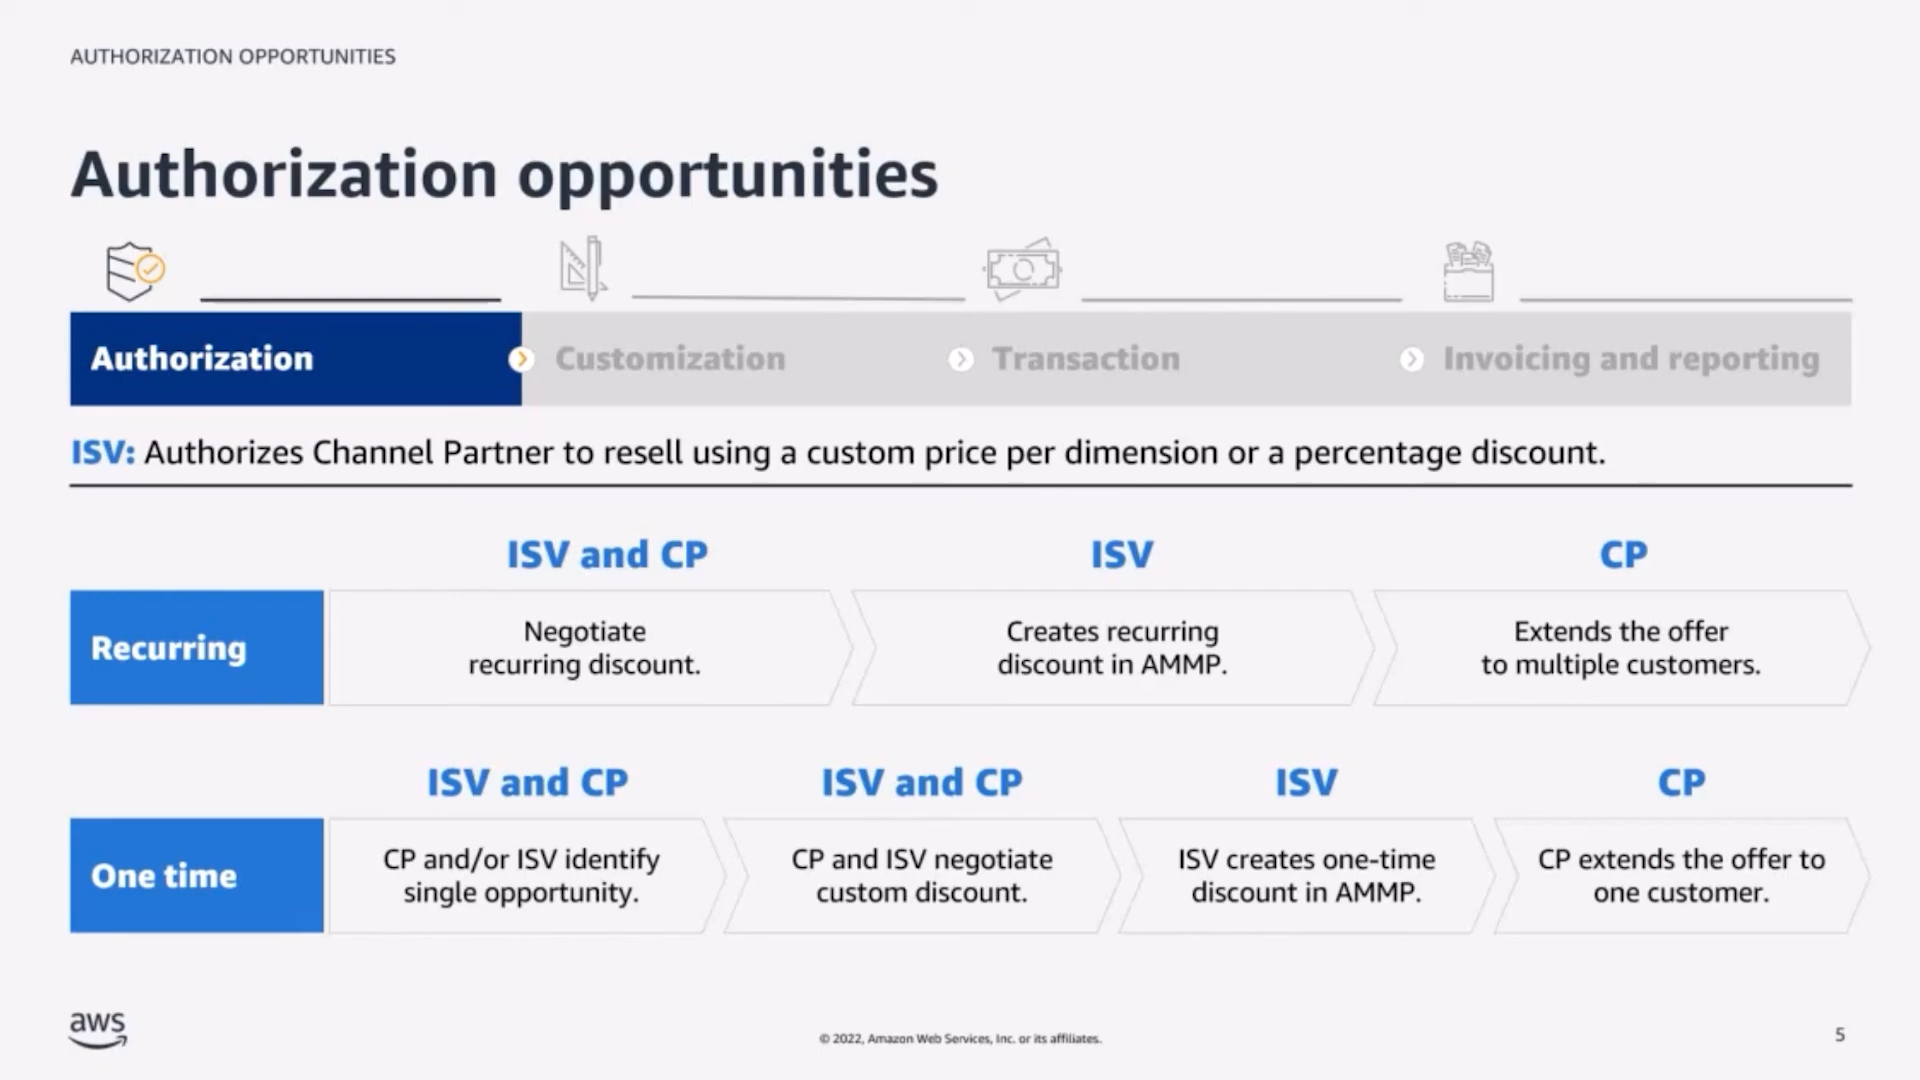 AUTHORIZATION OPPORTUNITIES
Authorization opportunities
Authorization
Customization
Transaction
Invoicing and reporting
ISV: Authorizes Channel Partner to resell using a custom price per dimension or a percentage discount.
ISV and CP
ISV
CP
Recurring
Negotiate
recurring discount.
Creates recurring
discount in AMMP.
Extends the offer
to multiple customers.
ISV and CP
ISV and CP
ISV
CP
One time
CP and/or ISV identify
single opportunity.
CP and ISV negotiate
custom discount.
ISV creates one-time
discount in AMMP.
CP extends the offer to
one customer.
aws
© 2022, Amazon Web Services, Inc. or its affiliates.
5